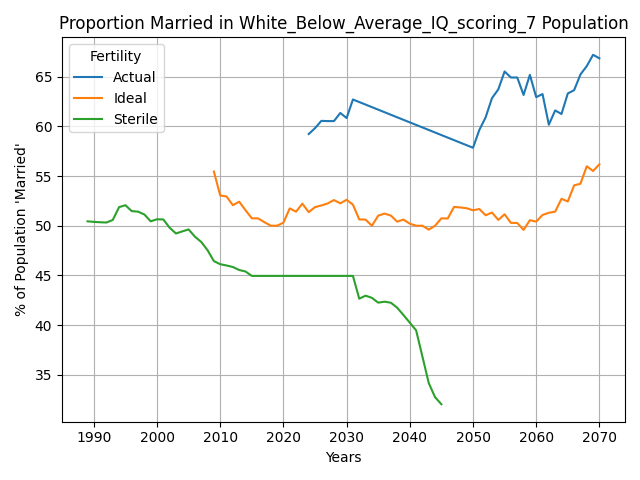 Proportion Married in White_Below_Average_IQ_scoring_7 Population
Fertility
Actual
Ideal
Sterile
% of Population 'Married'
65
60
55
50
45
40
35
1990 2000 2010 2020 2030 2040 2050 2060 2070
Years